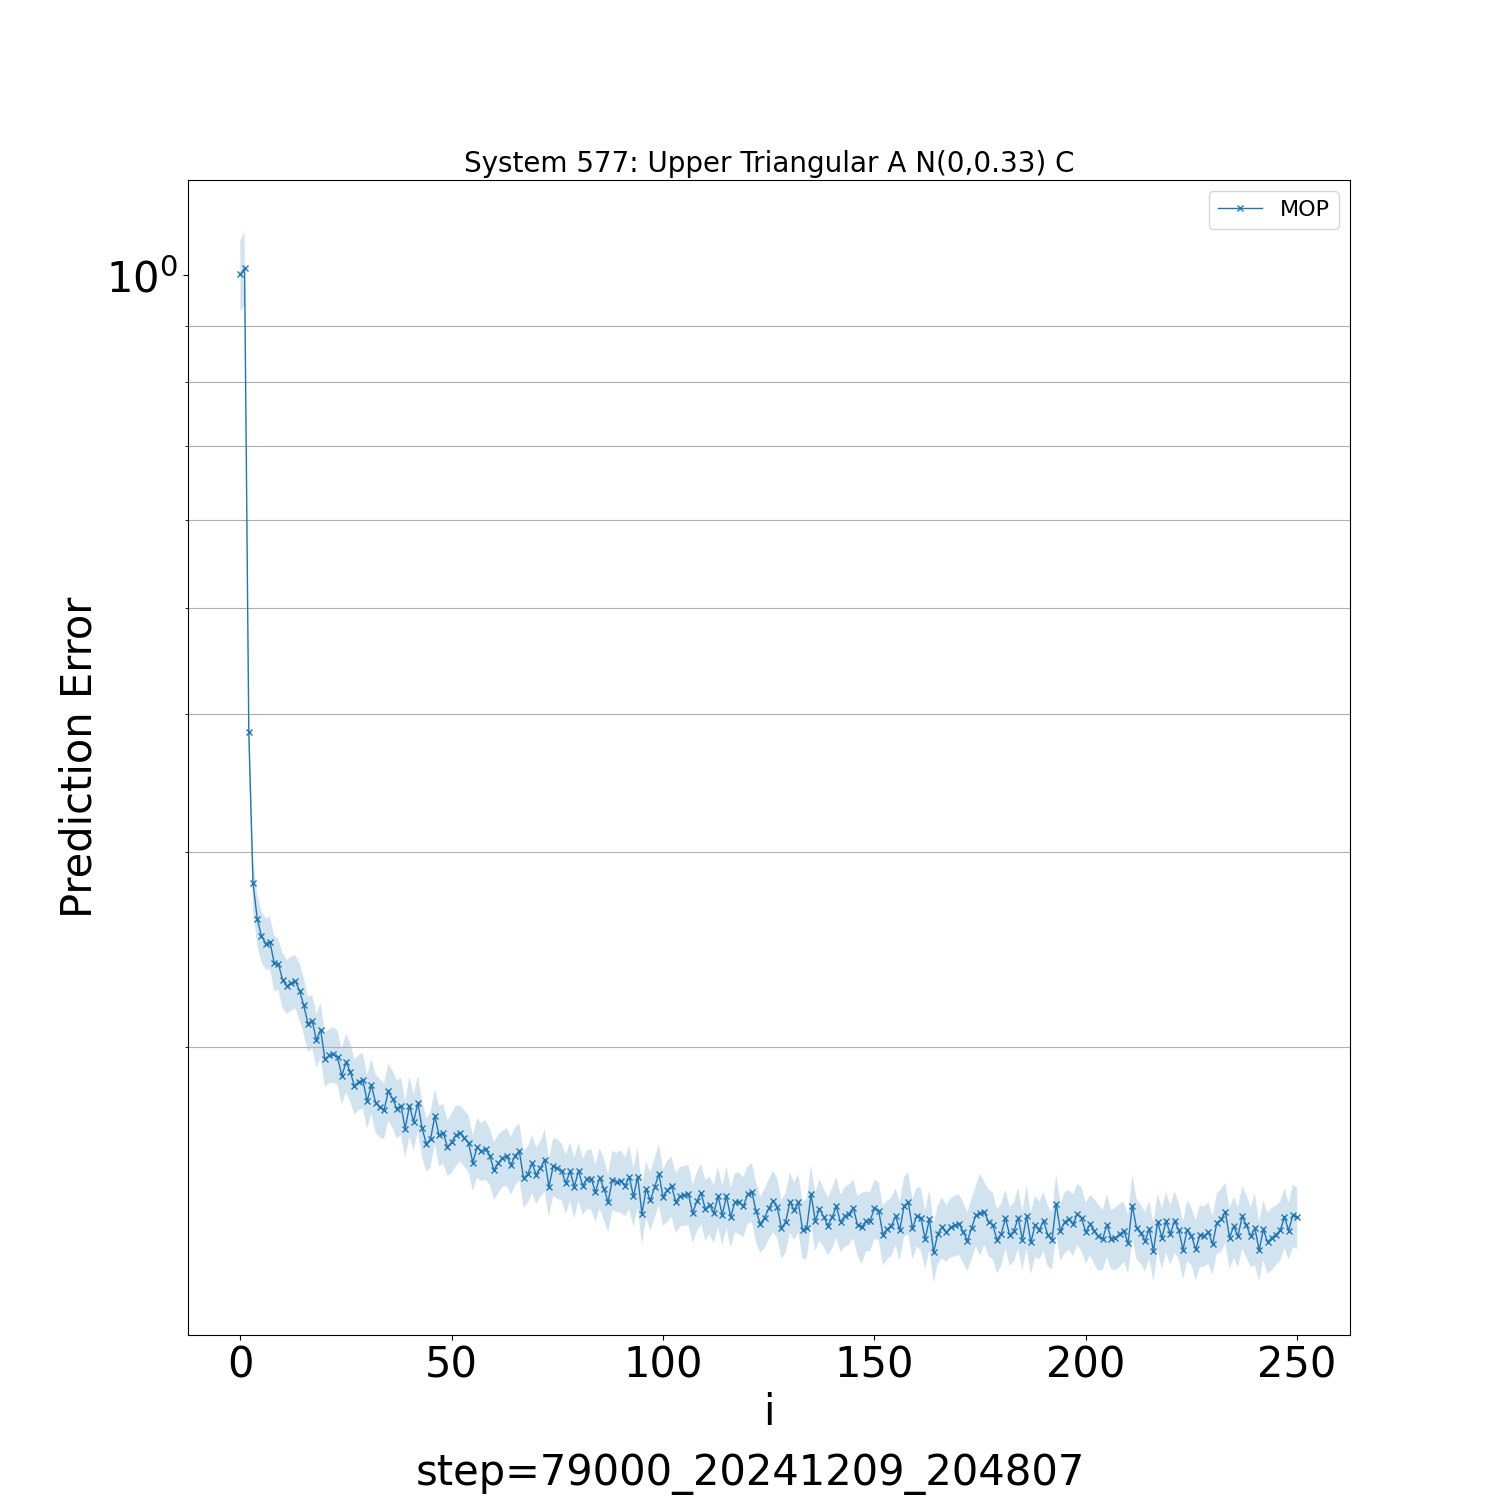 System 577: Upper Triangular A N(0,0.33) C
MOP
10⁰
Prediction Error
0 50 100 150 200 250
i
step=79000_20241209_204807